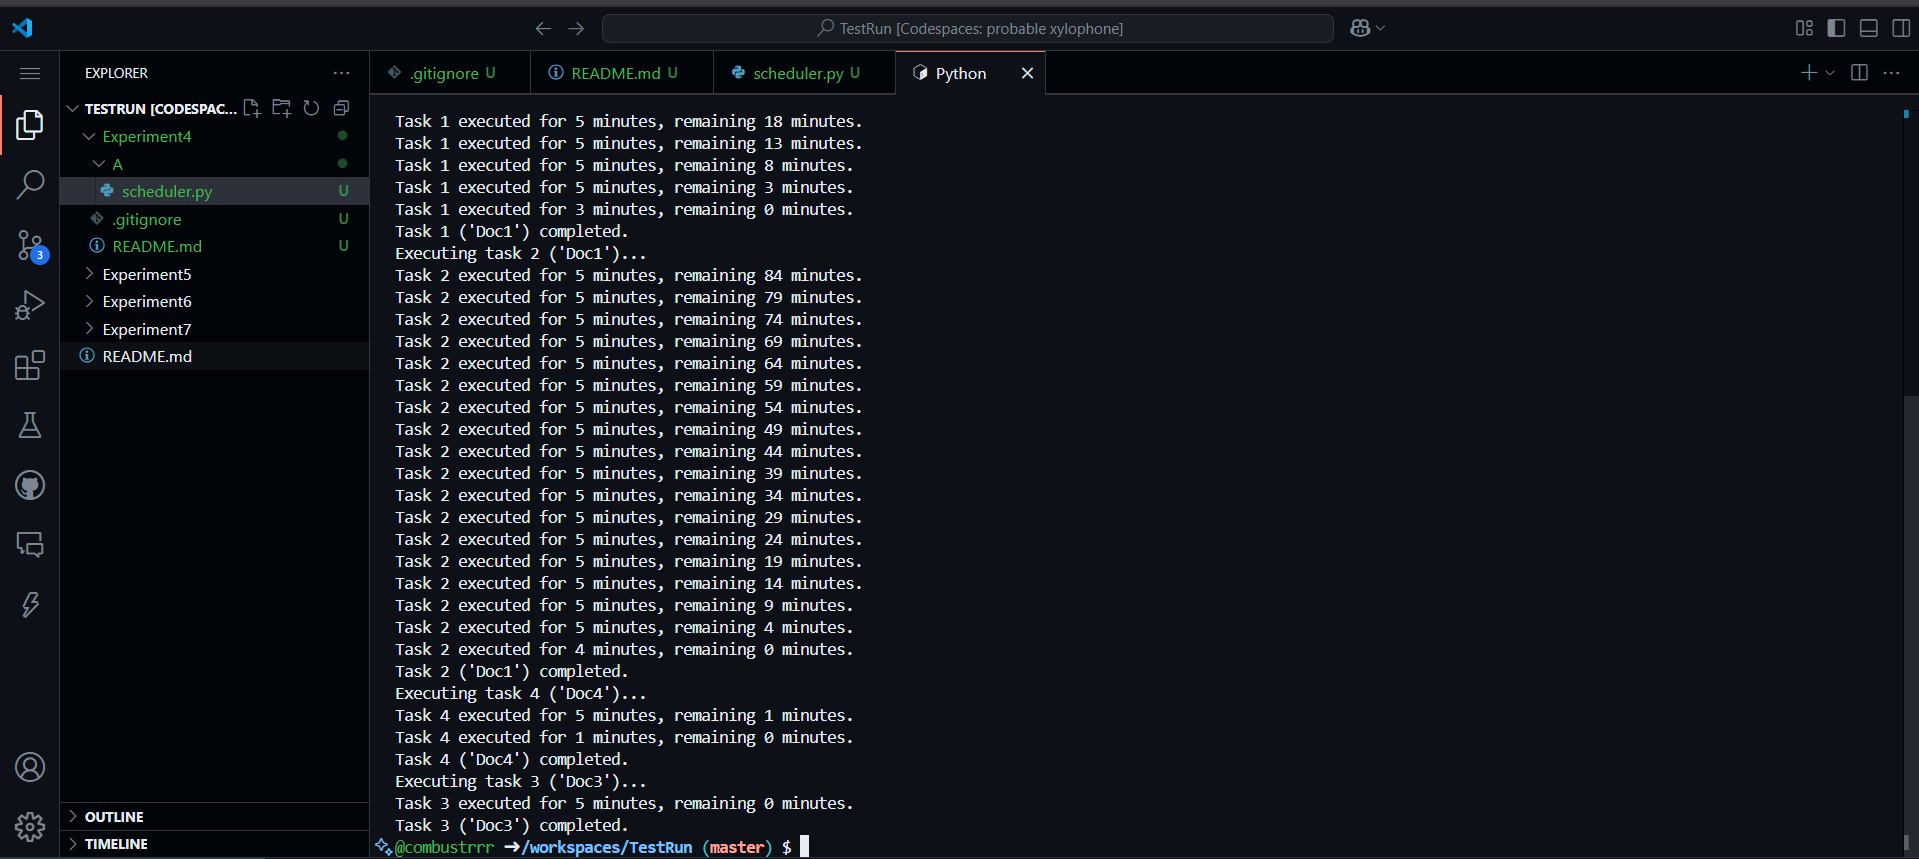 TestRun [Codespaces: probable xylophone]
EXPLORER
.gitignore U
README.md U
scheduler.py U
Python
TESTRUN [CODESPAC...
Experiment4
A
scheduler.py U
.gitignore U
README.md U
Experiment5
Experiment6
Experiment7
README.md
3
OUTLINE
TIMELINE
Task 1 executed for 5 minutes, remaining 18 minutes.
Task 1 executed for 5 minutes, remaining 13 minutes.
Task 1 executed for 5 minutes, remaining 8 minutes.
Task 1 executed for 5 minutes, remaining 3 minutes.
Task 1 executed for 3 minutes, remaining 0 minutes.
Task 1 ('Doc1') completed.
Executing task 2 ('Doc1')...
Task 2 executed for 5 minutes, remaining 84 minutes.
Task 2 executed for 5 minutes, remaining 79 minutes.
Task 2 executed for 5 minutes, remaining 74 minutes.
Task 2 executed for 5 minutes, remaining 69 minutes.
Task 2 executed for 5 minutes, remaining 64 minutes.
Task 2 executed for 5 minutes, remaining 59 minutes.
Task 2 executed for 5 minutes, remaining 54 minutes.
Task 2 executed for 5 minutes, remaining 49 minutes.
Task 2 executed for 5 minutes, remaining 44 minutes.
Task 2 executed for 5 minutes, remaining 39 minutes.
Task 2 executed for 5 minutes, remaining 34 minutes.
Task 2 executed for 5 minutes, remaining 29 minutes.
Task 2 executed for 5 minutes, remaining 24 minutes.
Task 2 executed for 5 minutes, remaining 19 minutes.
Task 2 executed for 5 minutes, remaining 14 minutes.
Task 2 executed for 5 minutes, remaining 9 minutes.
Task 2 executed for 5 minutes, remaining 4 minutes.
Task 2 executed for 4 minutes, remaining 0 minutes.
Task 2 ('Doc1') completed.
Executing task 4 ('Doc4')...
Task 4 executed for 5 minutes, remaining 1 minutes.
Task 4 executed for 1 minutes, remaining 0 minutes.
Task 4 ('Doc4') completed.
Executing task 3 ('Doc3')...
Task 3 executed for 5 minutes, remaining 0 minutes.
Task 3 ('Doc3') completed.
@combustrrr ➜/workspaces/TestRun (master) $